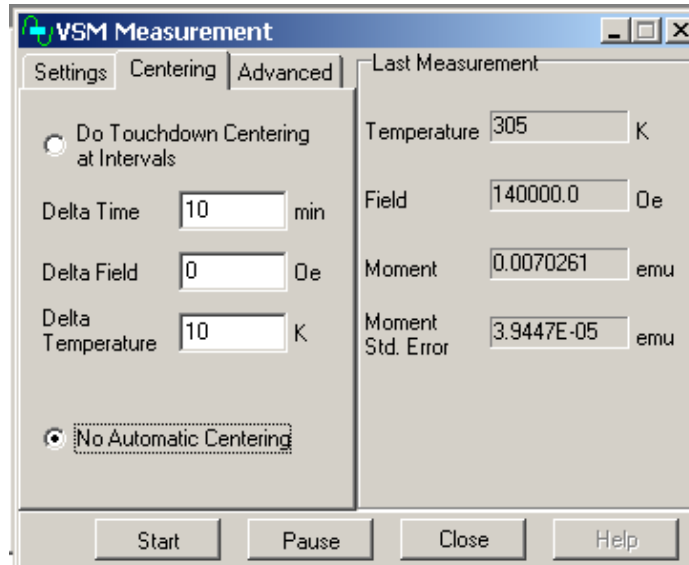 VSM Measurement
Settings Centering Advanced
Last Measurement
Do Touchdown Centering
at Intervals
Delta Time 10 min
Delta Field 0 Oe
Delta
Temperature 10 K
No Automatic Centering
Temperature 305 K
Field 140000.0 Oe
Moment 0.0070261 emu
Moment
Std. Error 3.9447E-05 emu
Start Pause Close Help